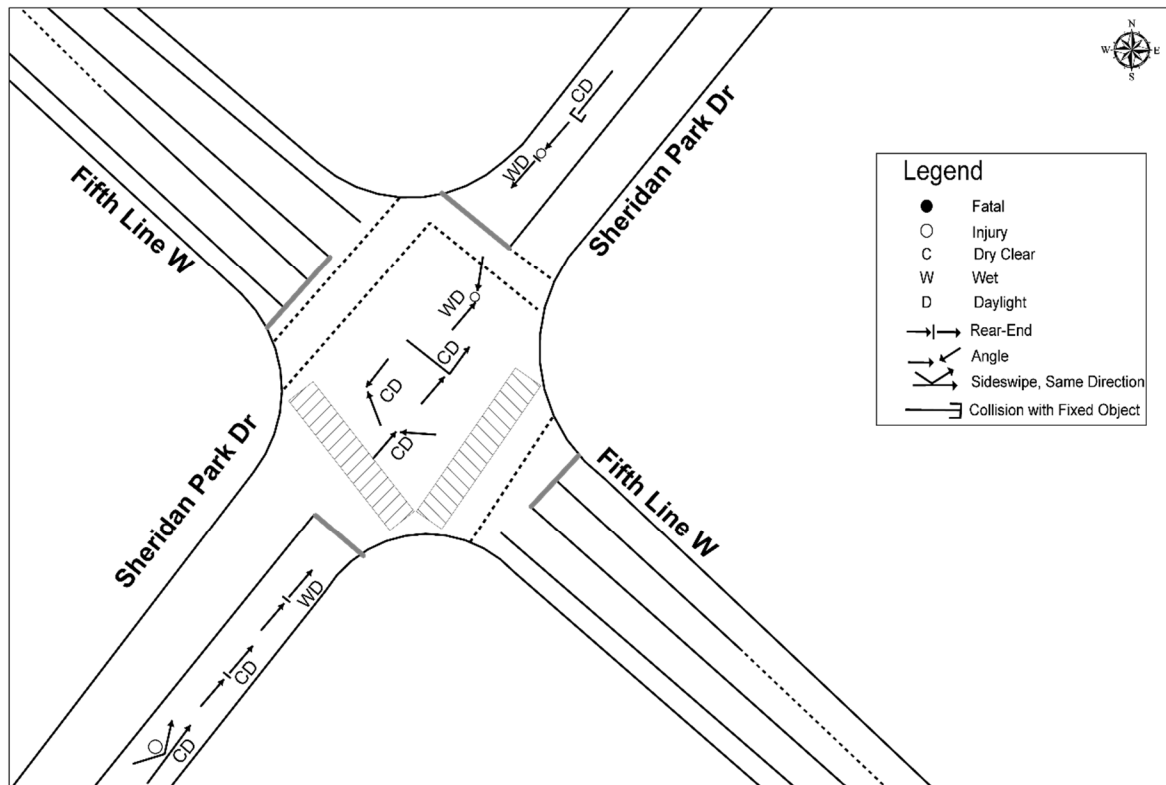 N
W
E
S
CD
WD
Sheridan Park Dr
Fifth Line W
Legend
Fatal
Injury
C Dry Clear
W Wet
D Daylight
Rear-End
Angle
Sideswipe, Same Direction
Collision with Fixed Object
WD
CD
CD
CD
Sheridan Park Dr
Fifth Line W
WD
CD
CD